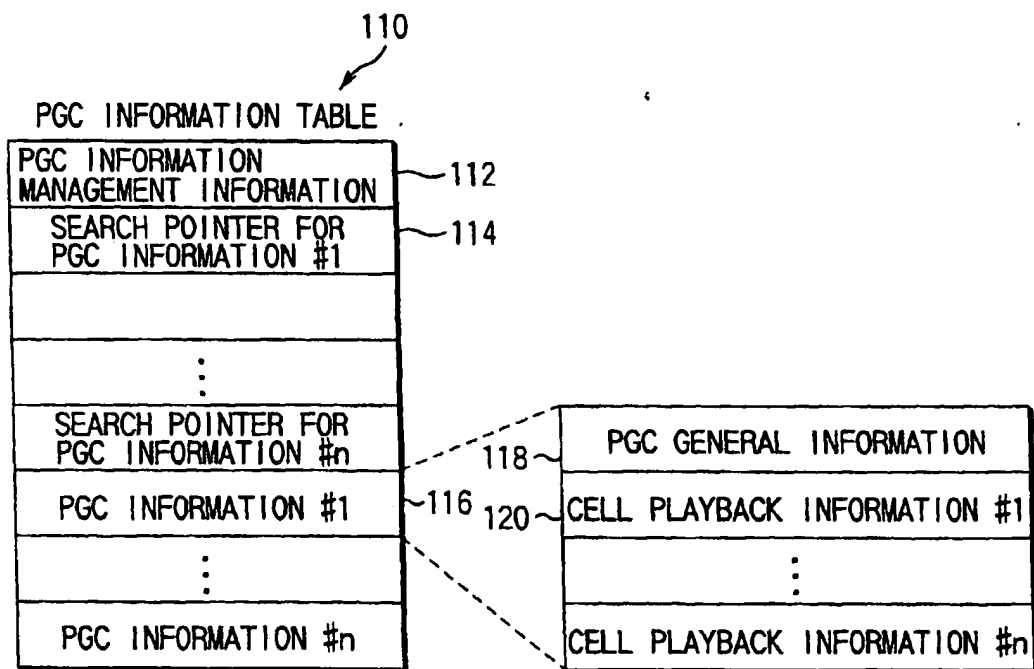 110
PGC INFORMATION TABLE
PGC INFORMATION
MANAGEMENT INFORMATION
112
SEARCH POINTER FOR
PGC INFORMATION #1
114
SEARCH POINTER FOR
PGC INFORMATION #n
PGC INFORMATION #1
116
PGC INFORMATION #n
118
PGC GENERAL INFORMATION
120
CELL PLAYBACK INFORMATION #1
CELL PLAYBACK INFORMATION #n